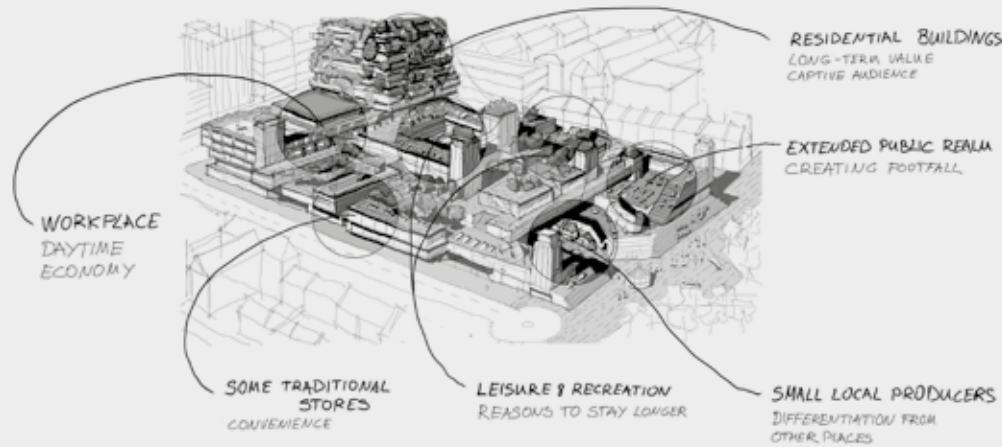 RESIDENTIAL BUILDINGS
LONG-TERM VALUE
CAPTIVE AUDIENCE
EXTENDED PUBLIC REALM
CREATING FOOTFALL
WORKPLACE
DAYTIME
ECONOMY
SOME TRADITIONAL
STORES
CONVENIENCE
LEISURE & RECREATION
REASONS TO STAY LONGER
SMALL LOCAL PRODUCERS
DIFFERENTIATION FROM
OTHER PLACES